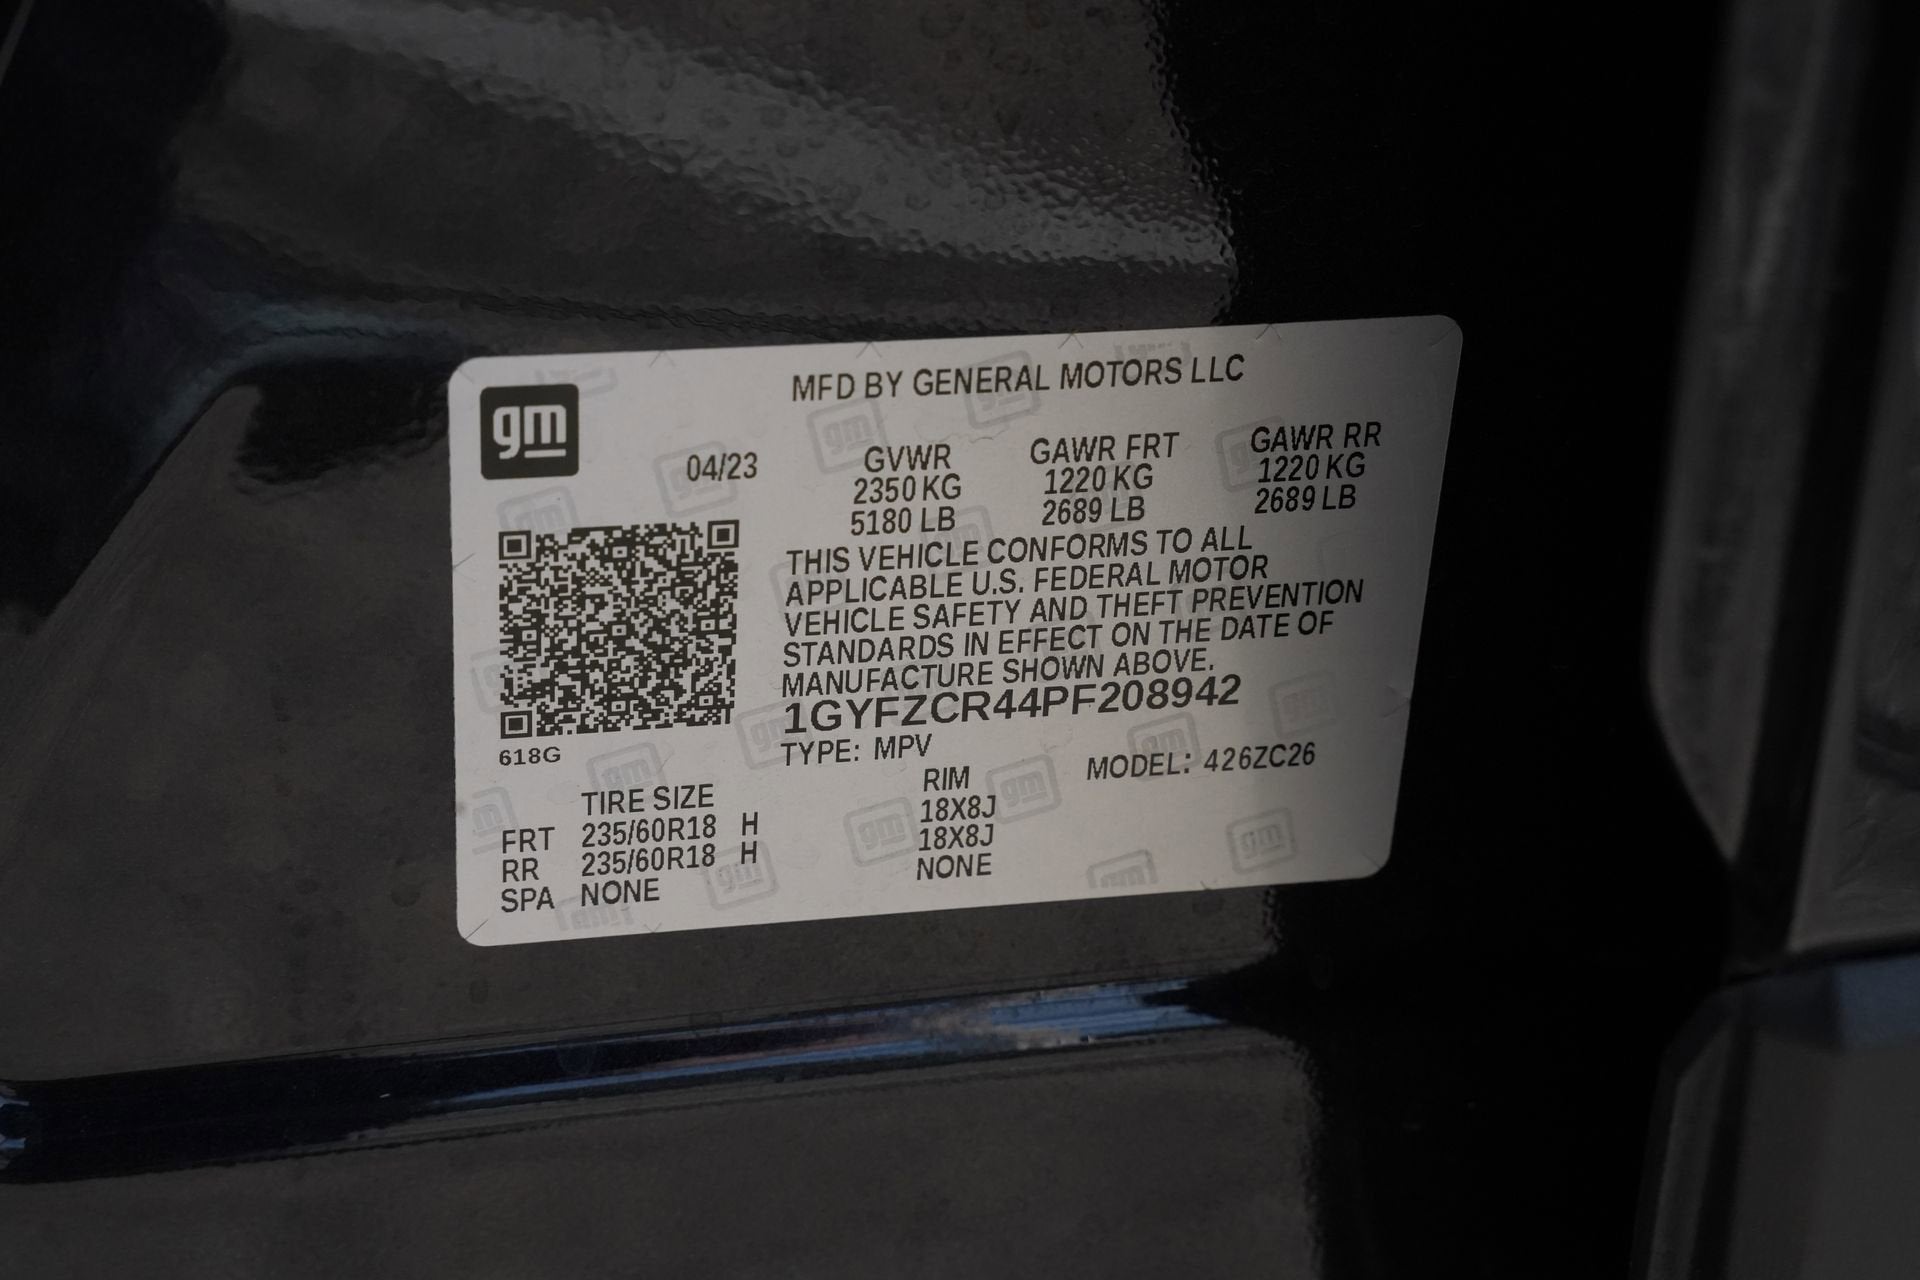 gm
MFD BY GENERAL MOTORS LLC
04/23 GVWR GAWR FRT GAWR RR
2350 KG 1220 KG 1220 KG
5180 LB 2689 LB 2689 LB
THIS VEHICLE CONFORMS TO ALL
APPLICABLE U.S. FEDERAL MOTOR
VEHICLE SAFETY AND THEFT PREVENTION
STANDARDS IN EFFECT ON THE DATE OF
MANUFACTURE SHOWN ABOVE.
1GYFZCR44PF208942
618G
TYPE: MPV MODEL: 426ZC26
TIRE SIZE RIM
FRT 235/60R18 H 18X8J
RR 235/60R18 H 18X8J
SPA NONE NONE